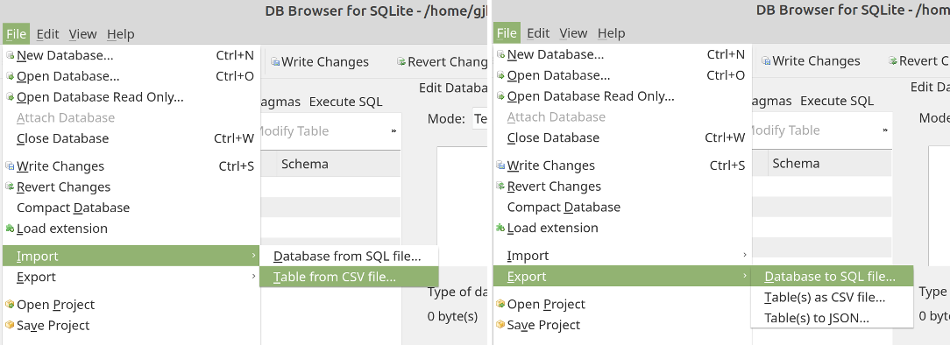 DB Browser for SQLite - /home/gjl
File Edit View Help
New Database... Ctrl+N
Open Database... Ctrl+O
Open Database Read Only...
Attach Database
Close Database Ctrl+W
Write Changes Ctrl+S
Revert Changes
Compact Database
Load extension
Import
Export
Open Project
Save Project
Database from SQL file...
Table from CSV file...
Write Changes Revert Chang
agmas Execute SQL
Edit Databa
Modify Table »
Mode: Te
Schema
Type of da
0 byte(s)
DB Browser for SQLite - /hom
File Edit View Help
New Database... Ctrl+N
Open Database... Ctrl+O
Open Database Read Only...
Attach Database
Close Database Ctrl+W
Write Changes Ctrl+S
Revert Changes
Compact Database
Load extension
Import
Export
Open Project
Save Project
Database to SQL file...
Table(s) as CSV file...
Table(s) to JSON...
Write Changes Revert C
agmas Execute SQL
Edit D
Modify Table »
Mode
Schema
Type
0 byt